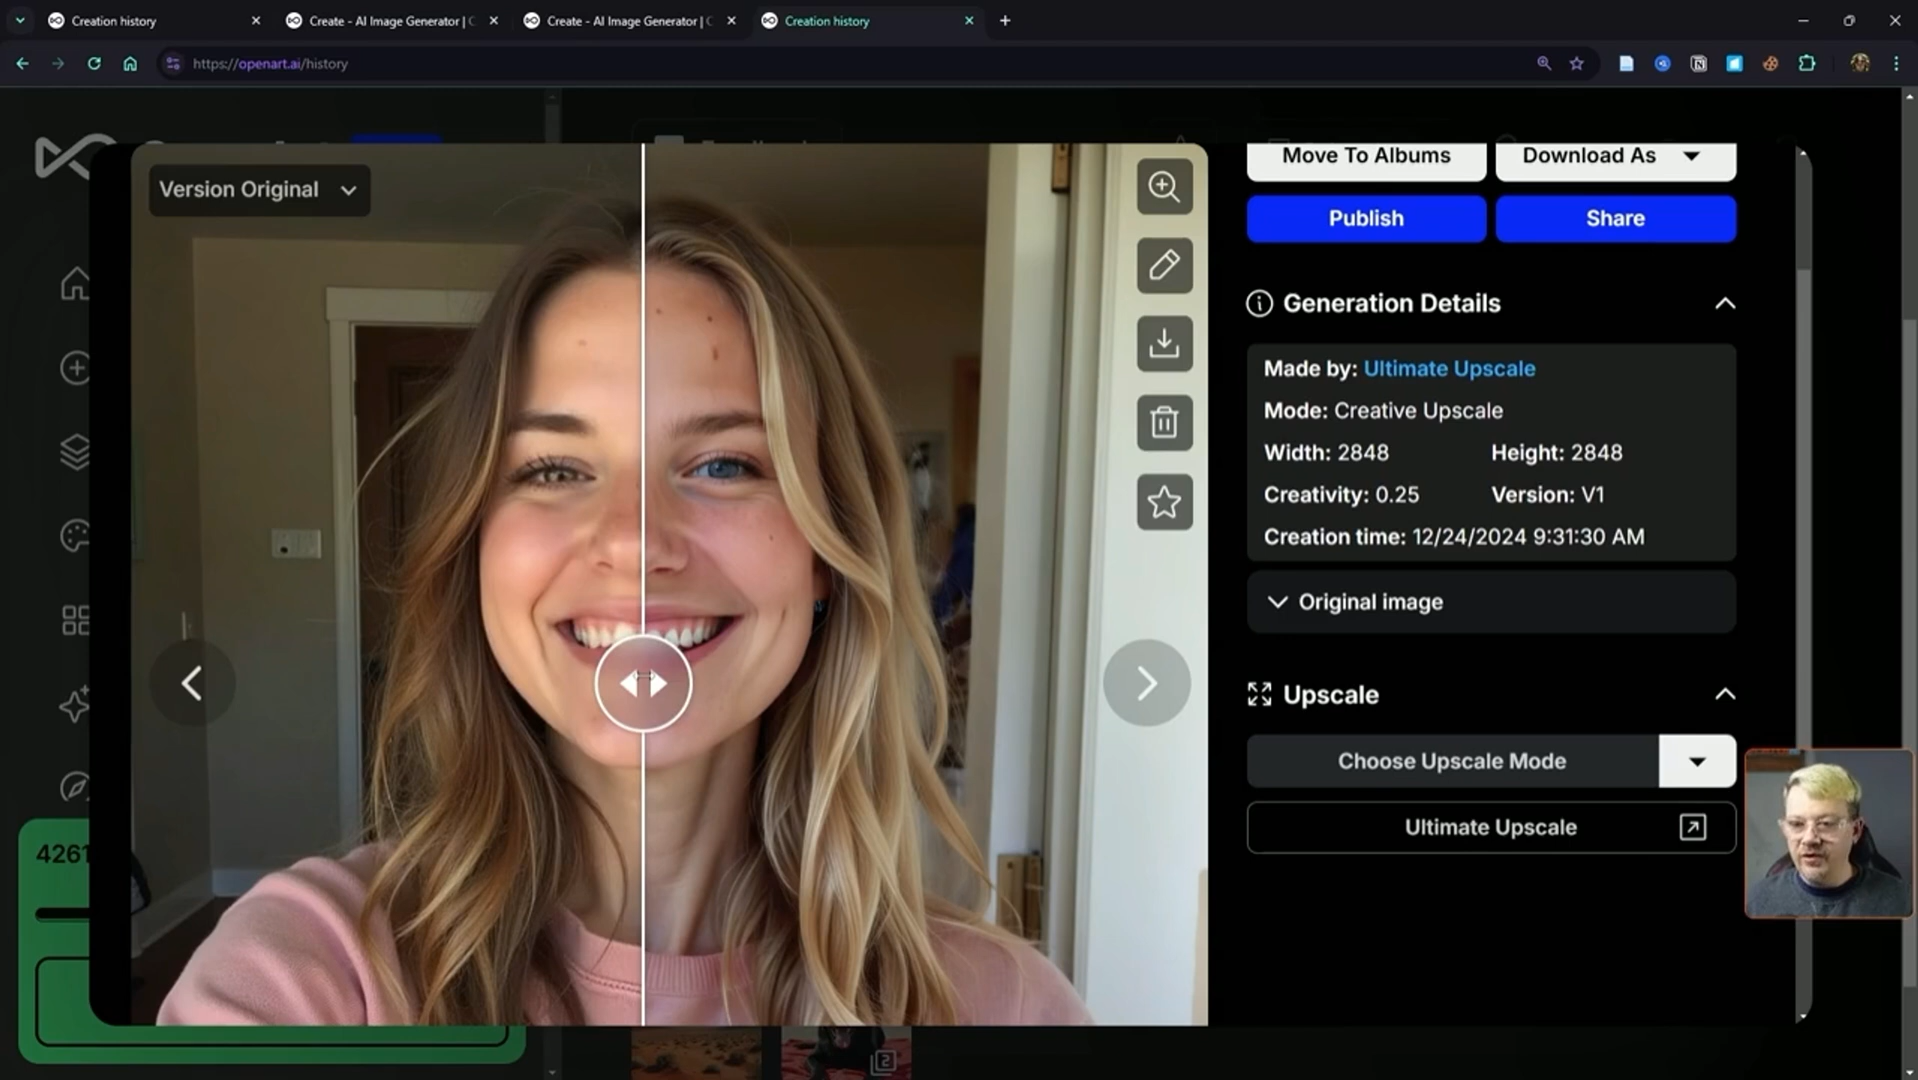 Creation history
Create - AI Image Generator | C
Create - AI Image Generator | C
Creation history
https://openart.ai/history
Version Original
Move To Albums
Download As
Publish
Share
Generation Details
Made by: Ultimate Upscale
Mode: Creative Upscale
Width: 2848
Height: 2848
Creativity: 0.25
Version: V1
Creation time: 12/24/2024 9:31:30 AM
Original image
Upscale
Choose Upscale Mode
Ultimate Upscale
4261
2